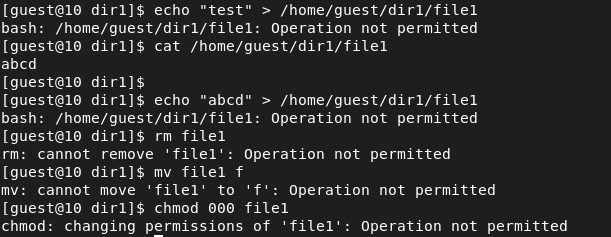 [guest@10 dir1]$ echo "test" > /home/guest/dir1/file1
bash: /home/guest/dir1/file1: Operation not permitted
[guest@10 dir1]$ cat /home/guest/dir1/file1
abcd
[guest@10 dir1]$
[guest@10 dir1]$ echo "abcd" > /home/guest/dir1/file1
bash: /home/guest/dir1/file1: Operation not permitted
[guest@10 dir1]$ rm file1
rm: cannot remove 'file1': Operation not permitted
[guest@10 dir1]$ mv file1 f
mv: cannot move 'file1' to 'f': Operation not permitted
[guest@10 dir1]$ chmod 000 file1
chmod: changing permissions of 'file1': Operation not permitted